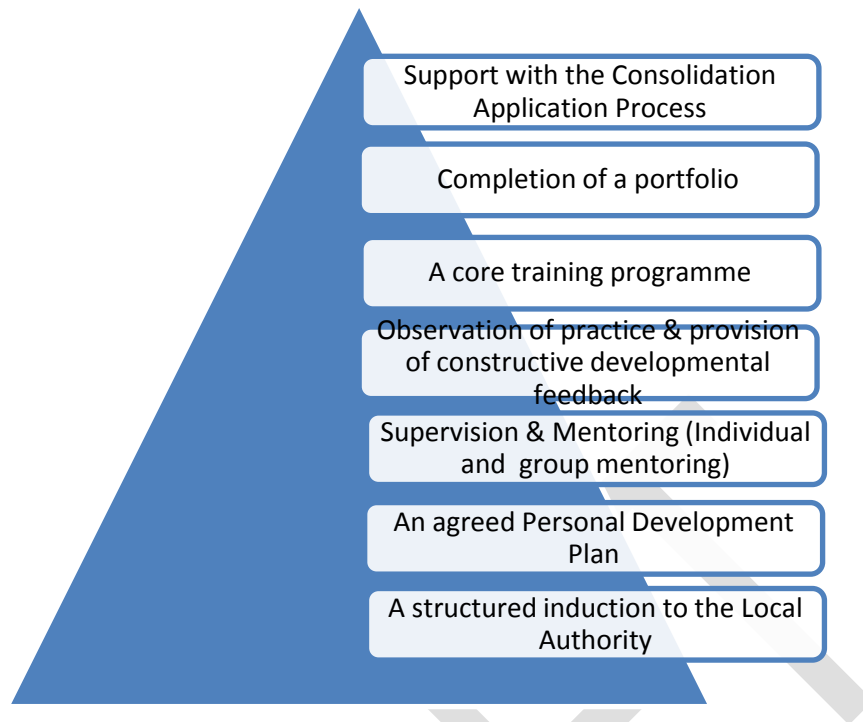 Support with the Consolidation
Application Process
Completion of a portfolio
A core training programme
Observation of practice & provision
of constructive developmental
feedback
Supervision & Mentoring (Individual
and group mentoring)
An agreed Personal Development
Plan
A structured induction to the Local
Authority